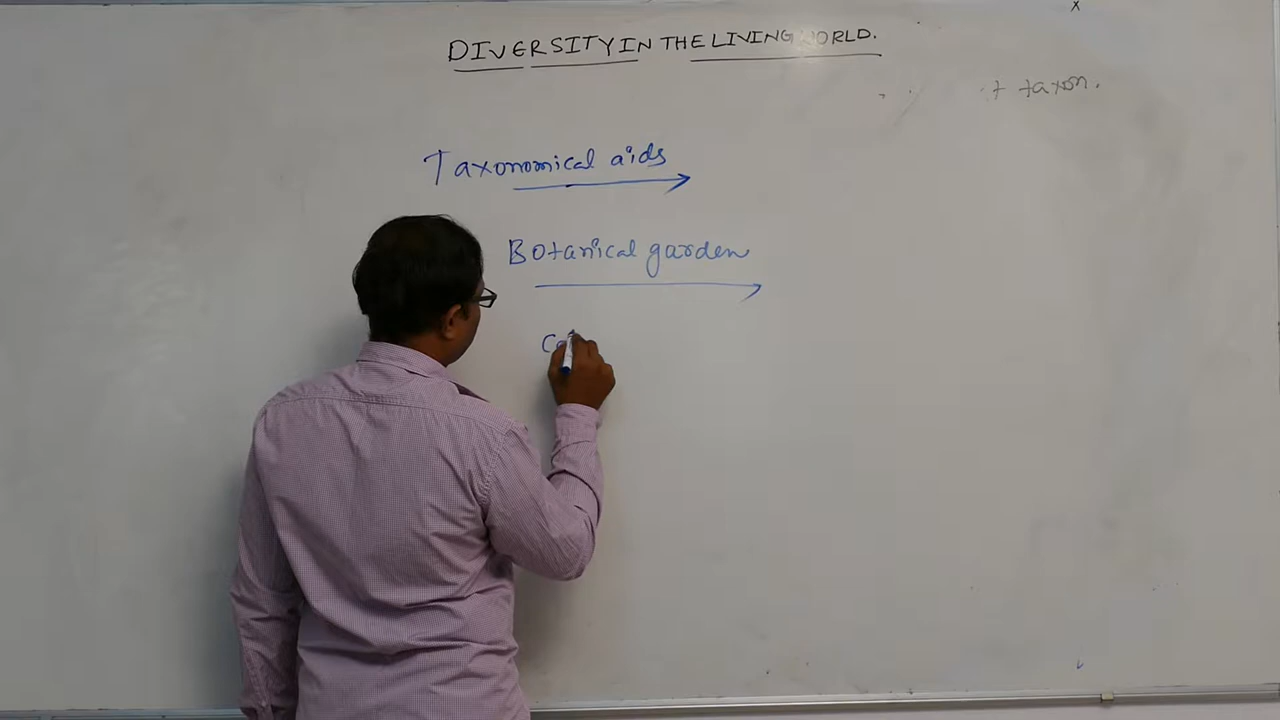 DIVERSITY IN THE LIVING WORLD.
taxon.
Taxonomical aids
Botanical garden